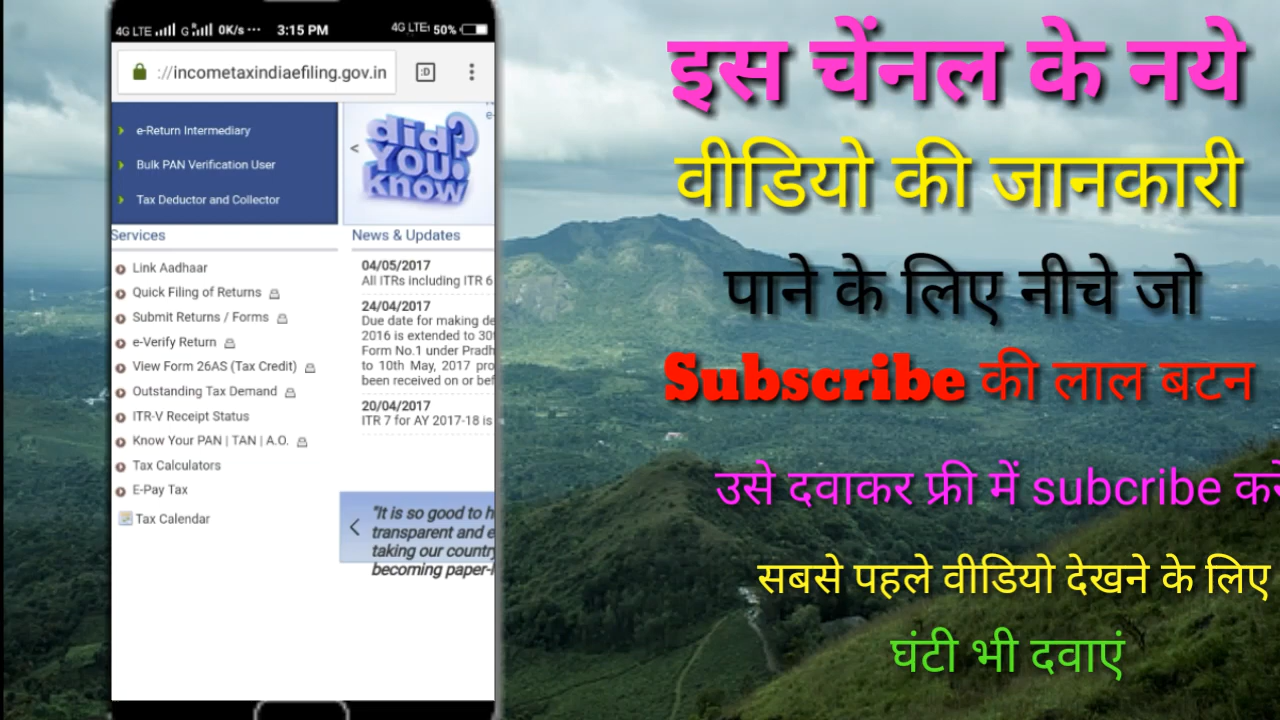 4G LTE G 0K/s ... 3:15 PM 4G LTE 50%
://incometaxindiaefiling.gov.in
:D
e-Return Intermediary
Bulk PAN Verification User
Tax Deductor and Collector
did
YOU
know
?
Services
Link Aadhaar
Quick Filing of Returns
Submit Returns / Forms
e-Verify Return
View Form 26AS (Tax Credit)
Outstanding Tax Demand
ITR-V Receipt Status
Know Your PAN | TAN | A.O.
Tax Calculators
E-Pay Tax
Tax Calendar
News & Updates
04/05/2017
All ITRs including ITR 6
24/04/2017
Due date for making de
2016 is extended to 30
Form No.1 under Pradh
to 10th May, 2017 pro
been received on or bef
20/04/2017
ITR 7 for AY 2017-18 is
"It is so good to h
transparent and e
taking our country
becoming paper-l
इस चेंनल के नये
वीडियो की जानकारी
पाने के लिए नीचे जो
Subscribe की लाल बटन
उसे दवाकर फ्री में subcribe करे
सबसे पहले वीडियो देखने के लिए
घंटी भी दवाएं